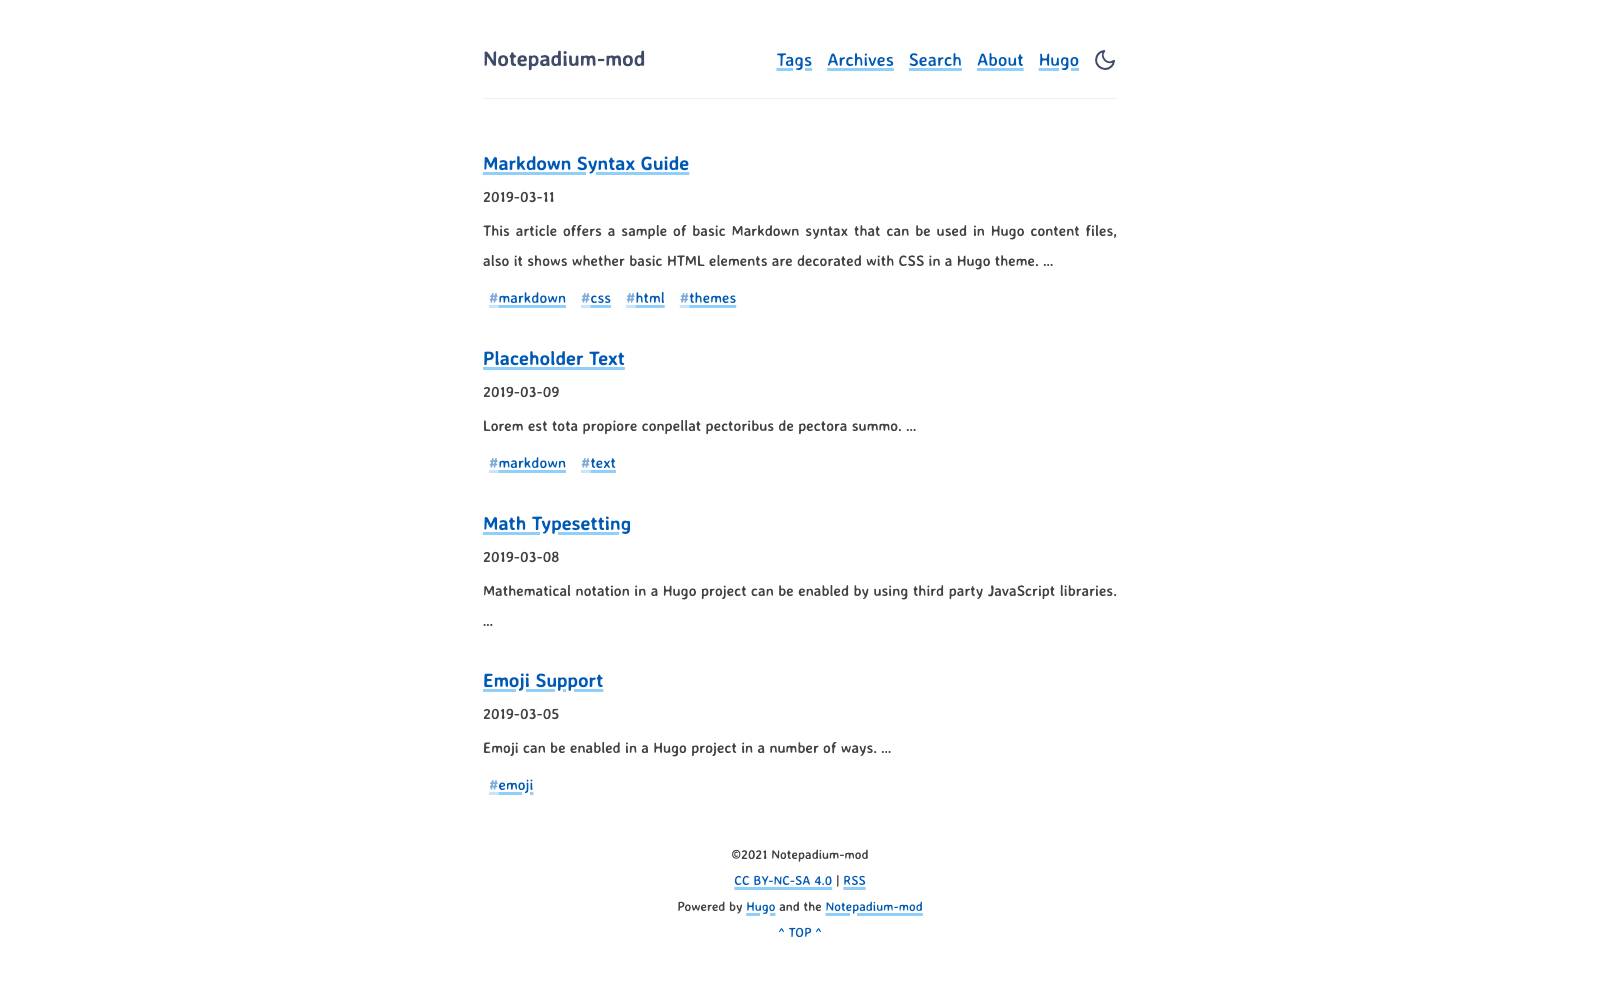 Notepadium-mod
Tags Archives Search About Hugo
Markdown Syntax Guide
2019-03-11
This article offers a sample of basic Markdown syntax that can be used in Hugo content files,
also it shows whether basic HTML elements are decorated with CSS in a Hugo theme. ...
#markdown #css #html #themes
Placeholder Text
2019-03-09
Lorem est tota propiore conpellat pectoribus de pectora summo. ...
#markdown #text
Math Typesetting
2019-03-08
Mathematical notation in a Hugo project can be enabled by using third party JavaScript libraries.
...
Emoji Support
2019-03-05
Emoji can be enabled in a Hugo project in a number of ways. ...
#emoji
©2021 Notepadium-mod
CC BY-NC-SA 4.0 | RSS
Powered by Hugo and the Notepadium-mod
^ TOP ^